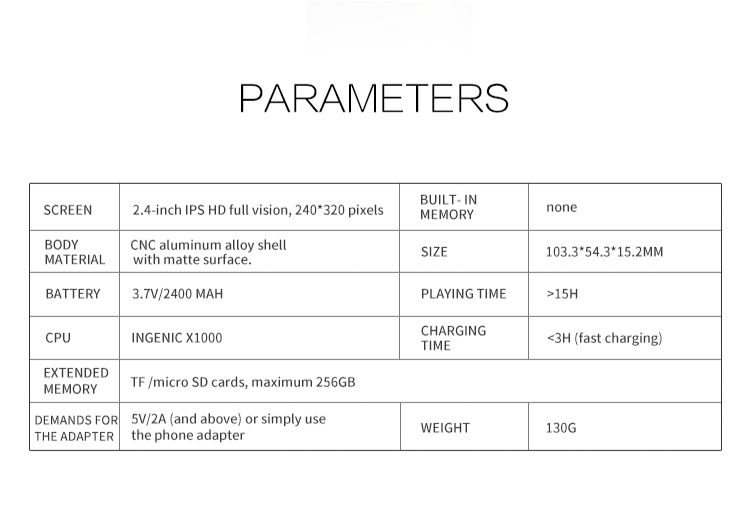 PARAMETERS
SCREEN
2.4-inch IPS HD full vision, 240*320 pixels
BUILT- IN
MEMORY
none
BODY
MATERIAL
CNC aluminum alloy shell
with matte surface.
SIZE
103.3*54.3*15.2MM
BATTERY
3.7V/2400 MAH
PLAYING TIME
>15H
CPU
INGENIC X1000
CHARGING
TIME
<3H (fast charging)
EXTENDED
MEMORY
TF /micro SD cards, maximum 256GB
DEMANDS FOR
THE ADAPTER
5V/2A (and above) or simply use
the phone adapter
WEIGHT
130G